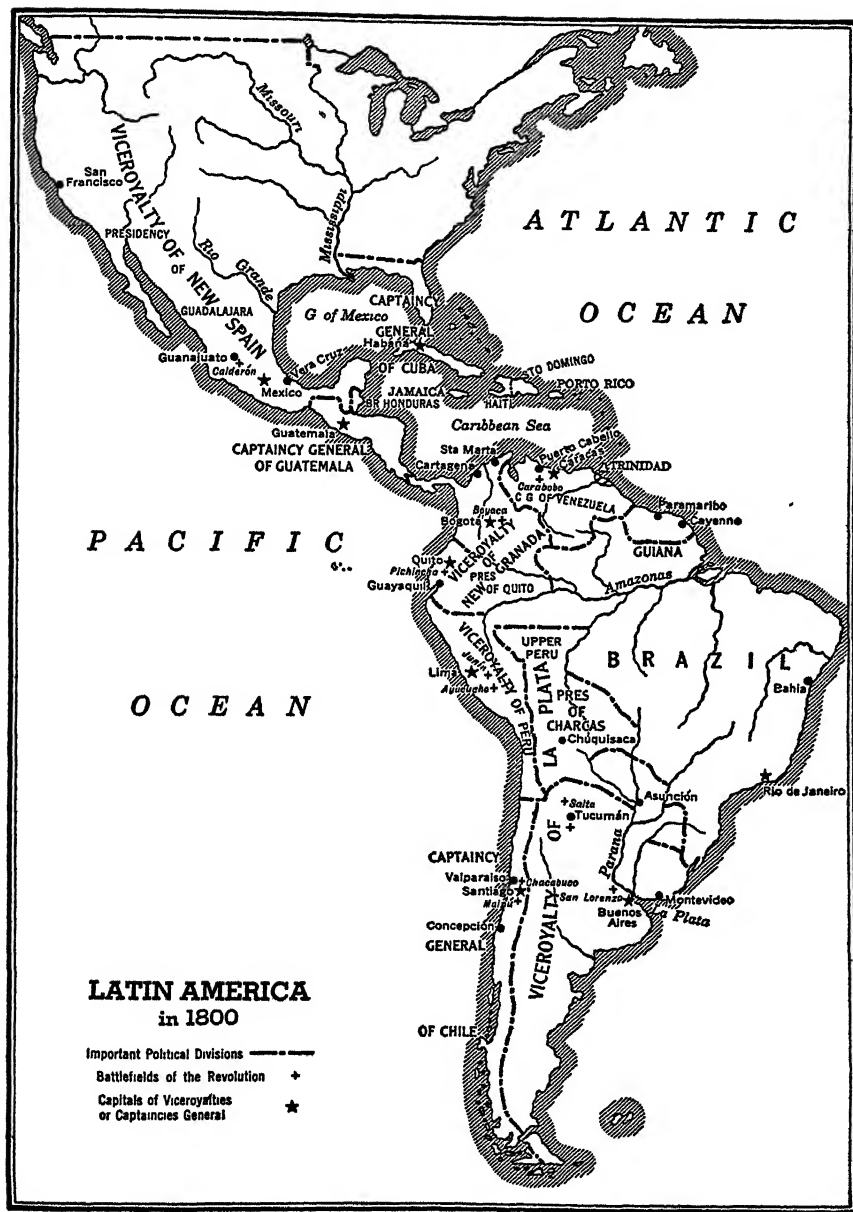 Missouri
Mississippi
San
Francisco
VICEROYALTY OF NEW SPAIN
PRESIDENCY
OF
GUADALAJARA
Rio Grande
ATLANTIC
OCEAN
G of Mexico
CAPTAINCY
GENERAL
Habana
OF CUBA
Guanajuato
Calderón
Mexico
Vera Cruz
JAMAICA
BR HONDURAS
HAITI
STO DOMINGO
PORTO RICO
Caribbean Sea
Guatemala
CAPTAINCY GENERAL
OF GUATEMALA
Sta Marta
Cartagena
Puerto Cabello
Caracas
TRINIDAD
Carabobo
C G OF VENEZUELA
Paramaribo
Cayenne
GUIANA
Boyaca
Bogotá
VICEROYALTY
OF
NEW GRANADA
PACIFIC
OCEAN
Quito
Pichincha
Guayaquil
PRES
OF QUITO
Amazonas
UPPER
PERU
BRAZIL
VICEROYALTY OF PERU
Junin
Lima
Ayacucho
Bahia
PRES
OF
CHARCAS
Chúquisaca
VICEROYALTY OF LA PLATA
Rio de Janeiro
Asunción
Salta
Tucumán
Parana
CAPTAINCY
Valparaiso
Chacabuco
Santiago
Maipú
San Lorenzo
Montevideo
Buenos
Aires
La Plata
Concepción
GENERAL
OF CHILE
LATIN AMERICA
in 1800
Important Political Divisions
Battlefields of the Revolution
Capitals of Viceroyalties
or Captaincies General